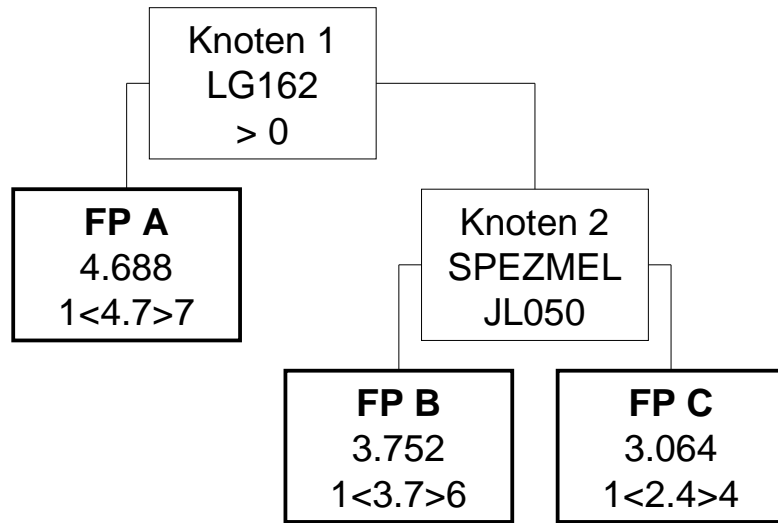 Knoten 1
LG162
> 0
FP A
4.688
1<4.7>7
Knoten 2
SPEZMEL
JL050
FP B
3.752
1<3.7>6
FP C
3.064
1<2.4>4